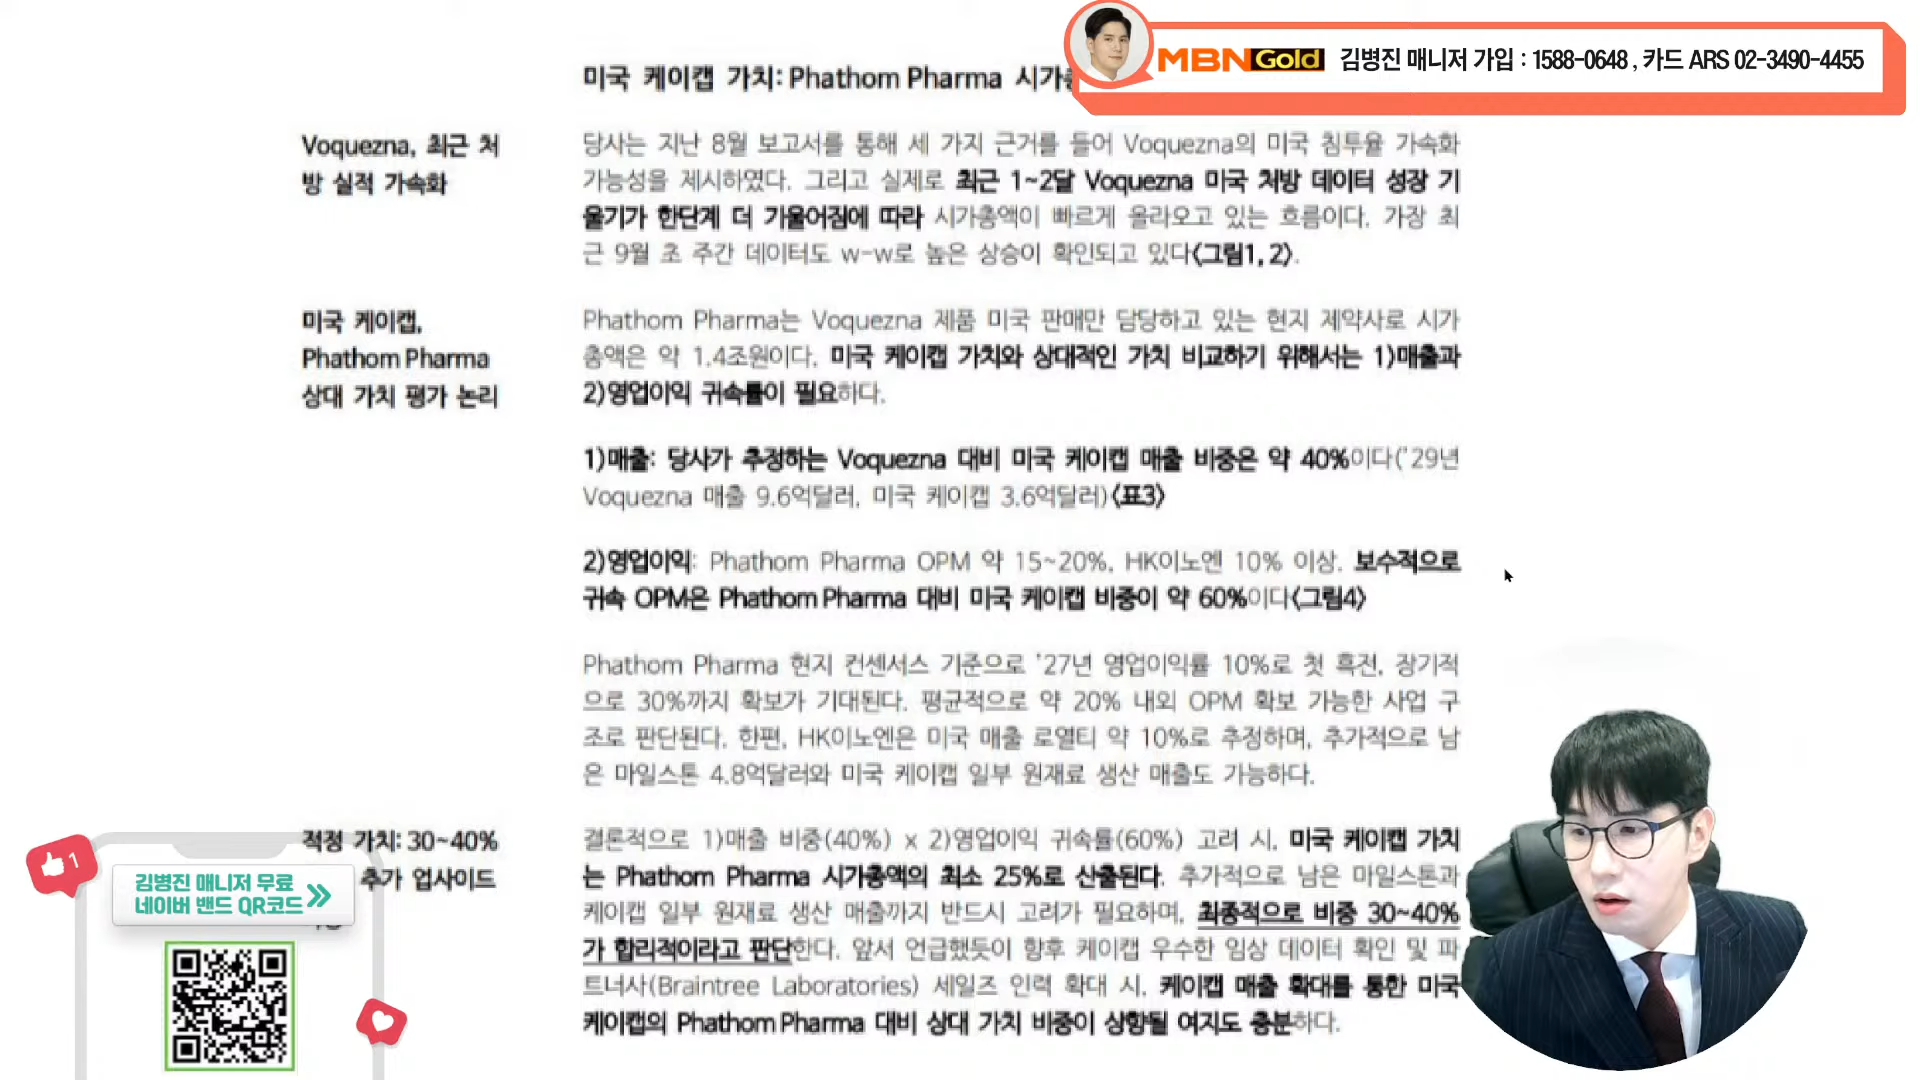 MBN Gold 김병진 매니저 가입 : 1588-0648 , 카드 ARS 02-3490-4455
미국 케이캡 가치: Phathom Pharma
Voquezna, 최근 처
방 실적 가속화
당사는 지난 8월 보고서를 통해 세 가지 근거를 들어 Voquezna의 미국 침투율 가속화
가능성을 제시하였다. 그리고 실제로 최근 1~2달 Voquezna 미국 처방 데이터 성장 기
울기가 한단계 더 기울어짐에 따라 시가총액이 빠르게 올라오고 있는 흐름이다. 가장 최
근 9월 초 주간 데이터도 w-w로 높은 상승이 확인되고 있다<그림1, 2>.
미국 케이캡,
Phathom Pharma
상대 가치 평가 논리
Phathom Pharma는 Voquezna 제품 미국 판매만 담당하고 있는 현지 제약사로 시가
총액은 약 1.4조원이다. 미국 케이캡 가치와 상대적인 가치 비교하기 위해서는 1)매출과
2)영업이익 귀속률이 필요하다.
1)매출: 당사가 추정하는 Voquezna 대비 미국 케이캡 매출 비중은 약 40%이다('29년
Voquezna 매출 9.6억달러, 미국 케이캡 3.6억달러)<표3>
2)영업이익: Phathom Pharma OPM 약 15~20%, HK이노엔 10% 이상. 보수적으로
귀속 OPM은 Phathom Pharma 대비 미국 케이캡 비중이 약 60%이다<그림4>
Phathom Pharma 현지 컨센서스 기준으로 '27년 영업이익률 10%로 첫 흑전, 장기적
으로 30%까지 확보가 기대된다. 평균적으로 약 20% 내외 OPM 확보 가능한 사업 구
조로 판단된다. 한편, HK이노엔은 미국 매출 로열티 약 10%로 추정하며, 추가적으로 남
은 마일스톤 4.8억달러와 미국 케이캡 일부 원재료 생산 매출도 가능하다.
적정 가치: 30~40%
추가 업사이드
결론적으로 1)매출 비중(40%) x 2)영업이익 귀속률(60%) 고려 시, 미국 케이캡 가치
는 Phathom Pharma 시가총액의 최소 25%로 산출된다. 추가적으로 남은 마일스톤과
케이캡 일부 원재료 생산 매출까지 반드시 고려가 필요하며, 최종적으로 비중 30~40%
가 합리적이라고 판단한다. 앞서 언급했듯이 향후 케이캡 우수한 임상 데이터 확인 및 파
트너사(Braintree Laboratories) 세일즈 인력 확대 시, 케이캡 매출 확대를 통한 미국
케이캡의 Phathom Pharma 대비 상대 가치 비중이 상향될 여지도 충분하다.
1
김병진 매니저 무료
네이버 밴드 QR코드 »